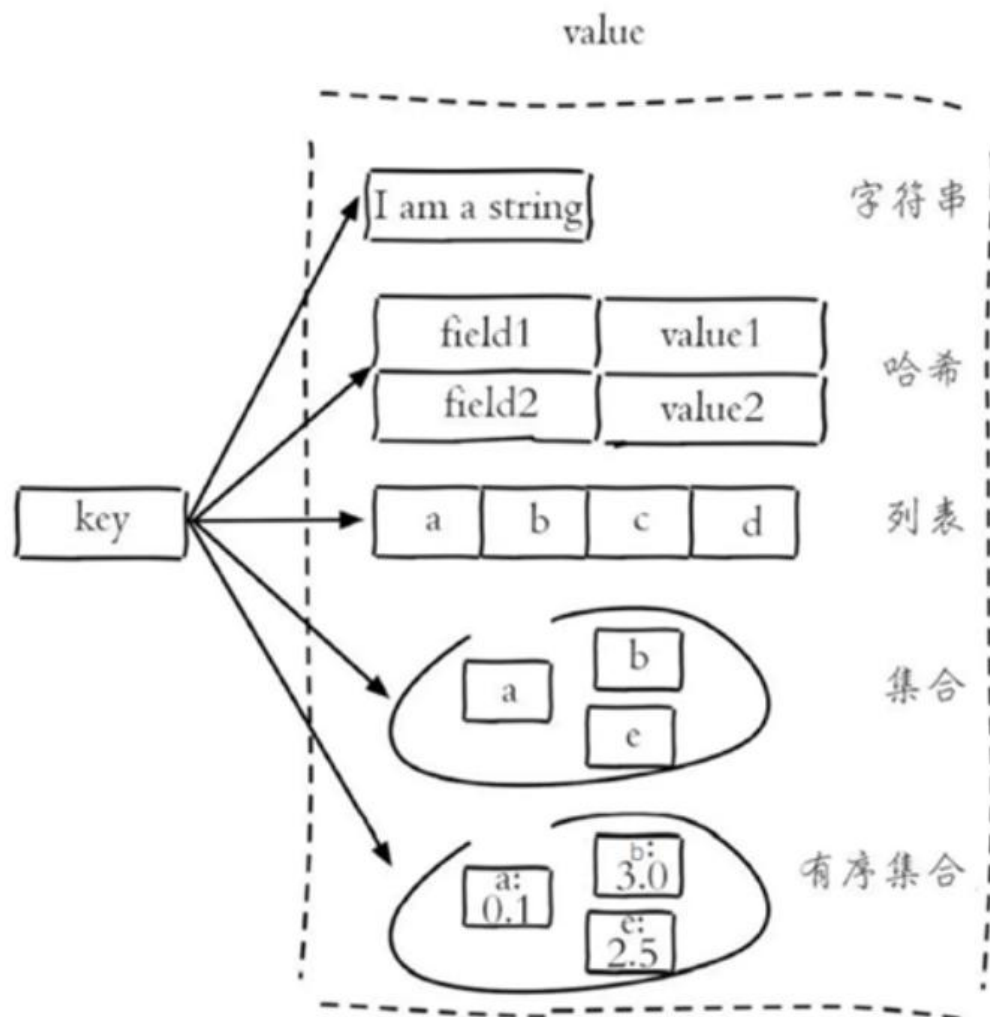 value
I am a string
字符串
field1 value1
哈希
field2 value2
key
a b c d
列表
a
b
e
集合
a:
0.1
b:
3.0
e:
2.5
有序集合